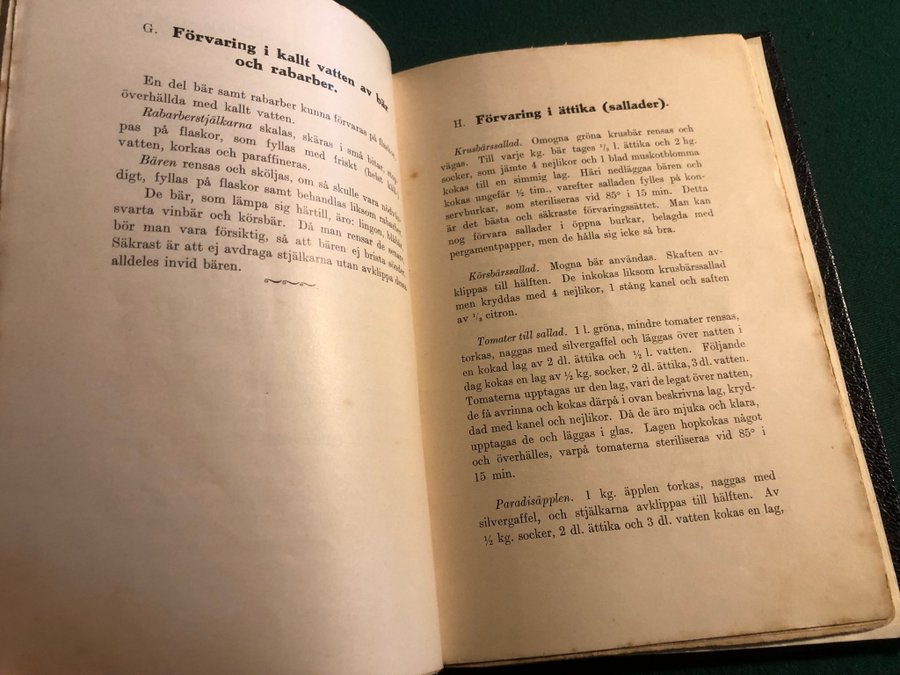 G. Förvaring i kallt vatten av bär
och rabarber.
En del bär samt rabarber kunna förvaras på flaskor,
överhällda med kallt vatten.
Rabarberstjälkarna skalas, skäras i små bitar,
pas på flaskor, som fyllas med friskt (helst
vatten, korkas och paraffineras.
Bären rensas och sköljas, om så skulle vara
digt, fyllas på flaskor samt behandlas liksom rabarber.
De bär, som lämpa sig härtill, äro: lingon,
svarta vinbär och körsbär. Då man rensar de senare
bör man vara försiktig, så att bären ej brista sönder.
Säkrast är att ej avdraga stjälkarna utan avklippa dessa
alldeles invid bären.
H. Förvaring i ättika (sallader).
Krusbärssallad. Omogna gröna krusbär rensas och
vägas. Till varje kg. bär tages l. ättika och 2 hg.
socker, som jämte 4 nejlikor och 1 blad muskotblomma
kokas till en simmig lag. Häri nedläggas bären och
kokas ungefär ½ tim., varefter salladen fylles på kon-
servburkar, som steriliseras vid 85° i 15 min. Detta
är det bästa och säkraste förvaringssättet. Man kan
nog förvara sallader i öppna burkar, belagda med
pergamentpapper, men de hålla sig icke så bra.
Körsbärssallad. Mogna bär användas. Skaften av-
klippas till hälften. De inkokas liksom krusbärssallad
men kryddas med 4 nejlikor, 1 stång kanel och saften
av citron.
Tomater till sallad. 1 l. gröna, mindre tomater rensas,
torkas, naggas med silvergaffel och läggas över natten i
en kokad lag av 2 dl. ättika och ½ l. vatten. Följande
dag kokas en lag av ½ kg. socker, 2 dl. ättika, 3 dl. vatten.
Tomaterna upptagas ur den lag, vari de legat över natten,
de få avrinna och kokas därpå i ovan beskrivna lag, kryd-
dad med kanel och nejlikor. Då de äro mjuka och klara,
upptagas de och läggas i glas. Lagen hopkokas något
och överhälles, varpå tomaterna steriliseras vid 85° i
15 min.
Paradisäpplen. 1 kg. äpplen torkas, naggas med
silvergaffel, och stjälkarna avklippas till hälften. Av
½ kg. socker, 2 dl. ättika och 3 dl. vatten kokas en lag,